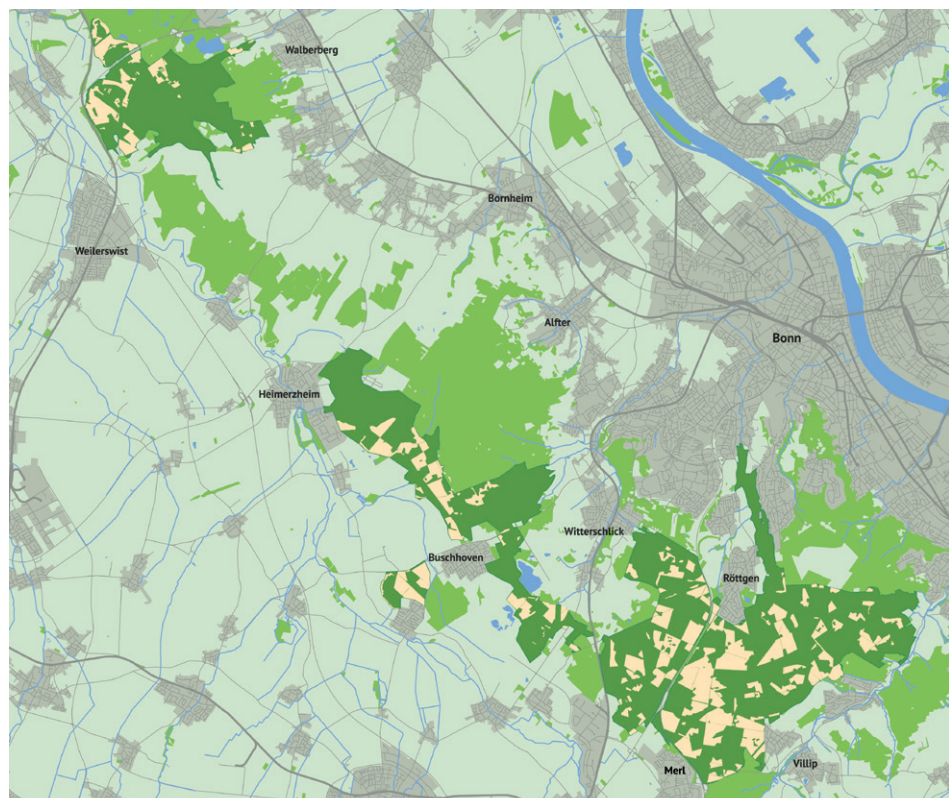 Walberberg
Bornheim
Weilerswist
Alfter
Bonn
Heimerzheim
Witterschlick
Buschhoven
Röttgen
Villip
Merl